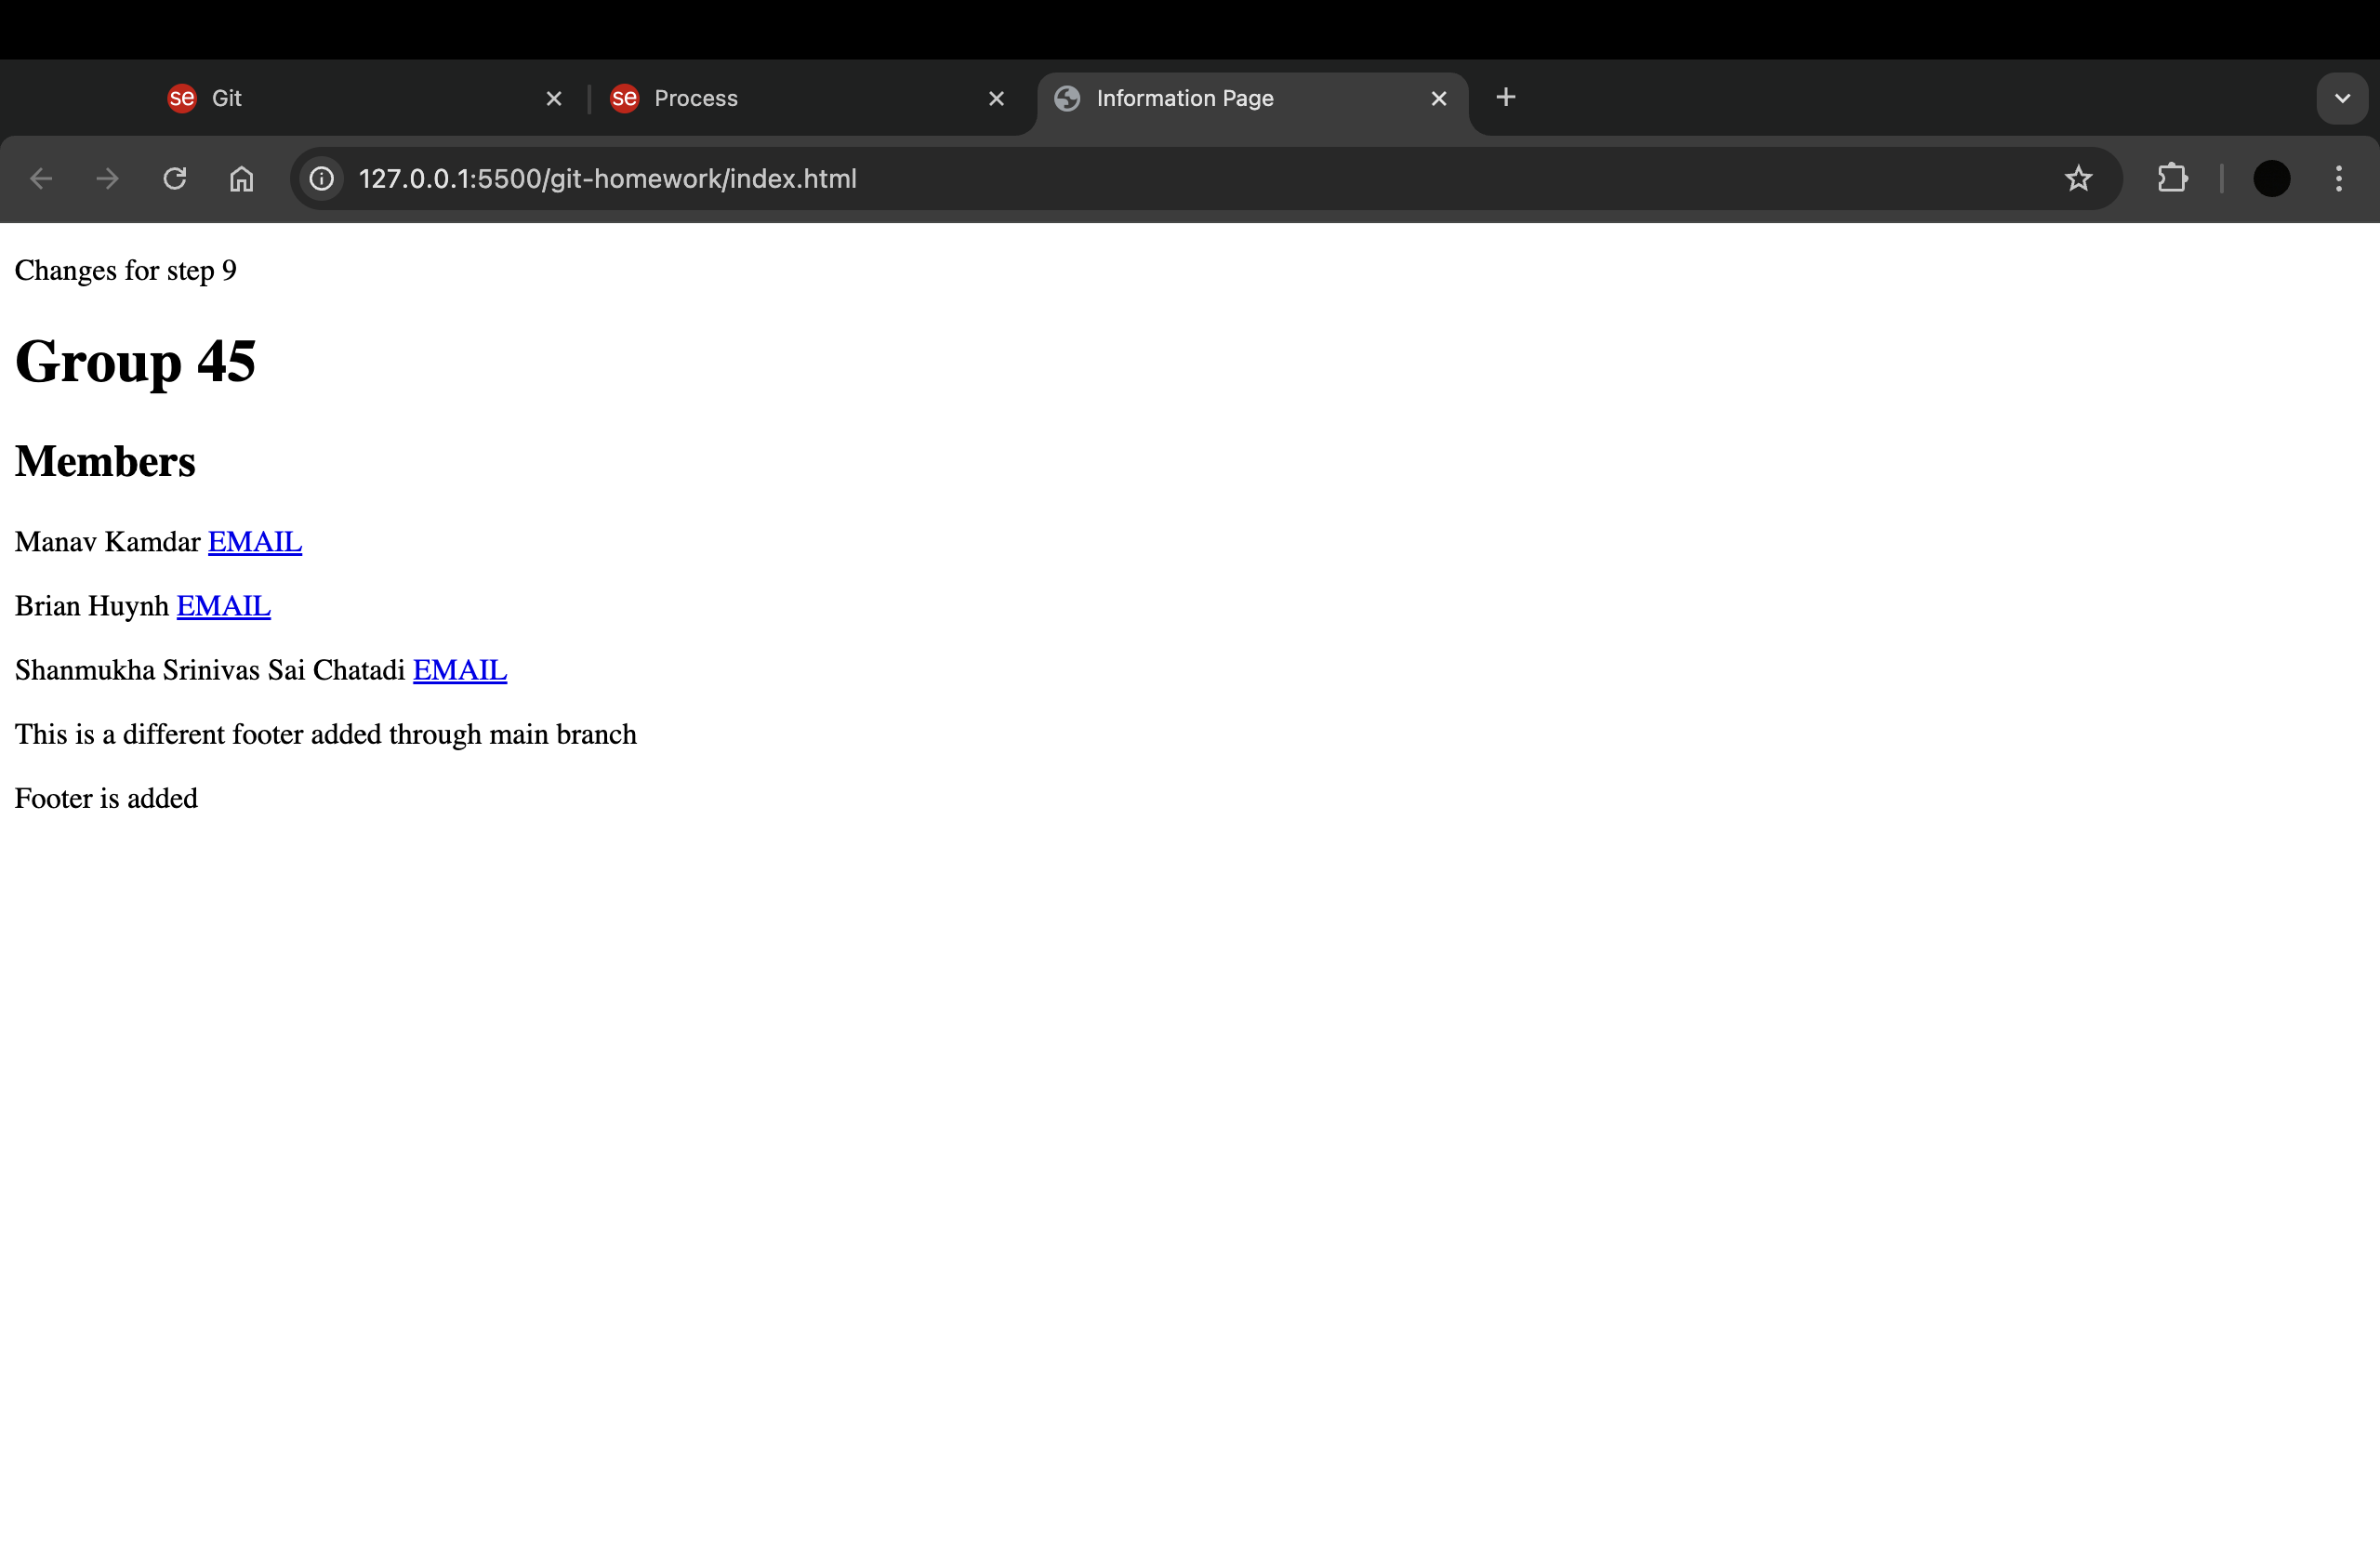 se Git
se Process
Information Page
127.0.0.1:5500/git-homework/index.html
Changes for step 9
Group 45
Members
Manav Kamdar EMAIL
Brian Huynh EMAIL
Shanmukha Srinivas Sai Chatadi EMAIL
This is a different footer added through main branch
Footer is added